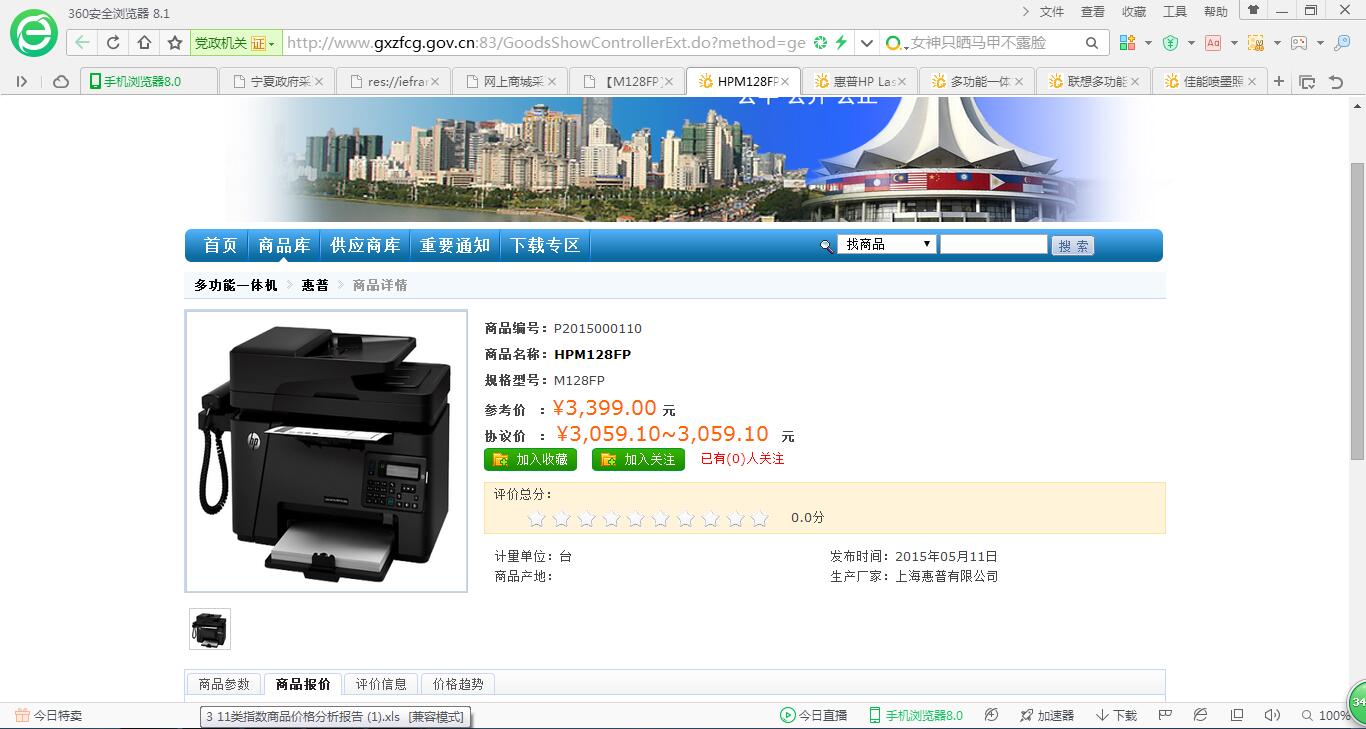 360安全浏览器 8.1
文件 查看 收藏 工具 帮助
党政机关 证 http://www.gxzfcg.gov.cn:83/GoodsShowControllerExt.do?method=ge 女神只晒马甲不露脸
手机浏览器8.0 宁夏政府采 res://iefra 网上商城采 【M128FP】 HPM128FP 惠普HP Las 多功能一体 联想多功能 佳能喷墨照
首页 商品库 供应商库 重要通知 下载专区 找商品 搜 索
多功能一体机 惠普 商品详情
商品编号：P2015000110
商品名称：HPM128FP
规格型号：M128FP
参考价 ：¥3,399.00 元
协议价 ：¥3,059.10~3,059.10 元
加入收藏 加入关注 已有(0)人关注
评价总分：
0.0分
计量单位：台 发布时间：2015年05月11日
商品产地： 生产厂家：上海惠普有限公司
hp
商品参数 商品报价 评价信息 价格趋势
今日特卖 3 11类指数商品价格分析报告 (1).xls [兼容模式] 今日直播 手机浏览器8.0 加速器 下载 100%
34